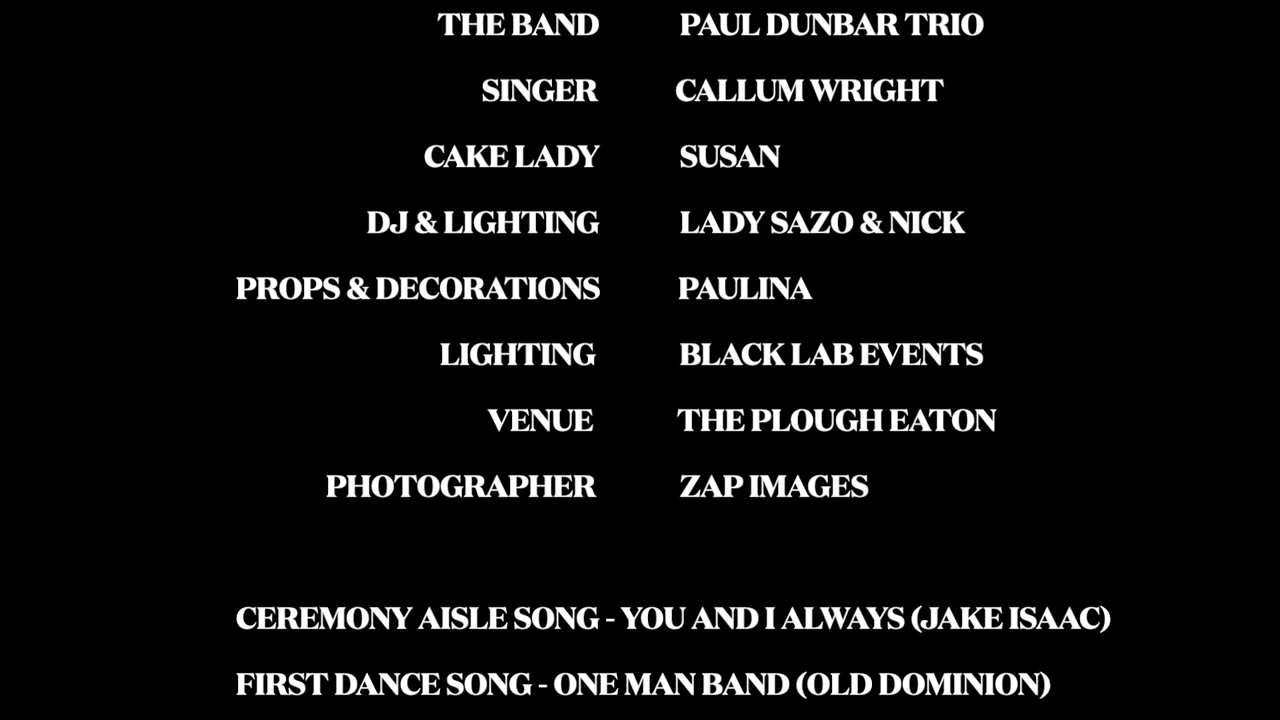 THE BAND PAUL DUNBAR TRIO
SINGER CALLUM WRIGHT
CAKE LADY SUSAN
DJ & LIGHTING LADY SAZO & NICK
PROPS & DECORATIONS PAULINA
LIGHTING BLACK LAB EVENTS
VENUE THE PLOUGH EATON
PHOTOGRAPHER ZAP IMAGES
CEREMONY AISLE SONG - YOU AND I ALWAYS (JAKE ISAAC)
FIRST DANCE SONG - ONE MAN BAND (OLD DOMINION)